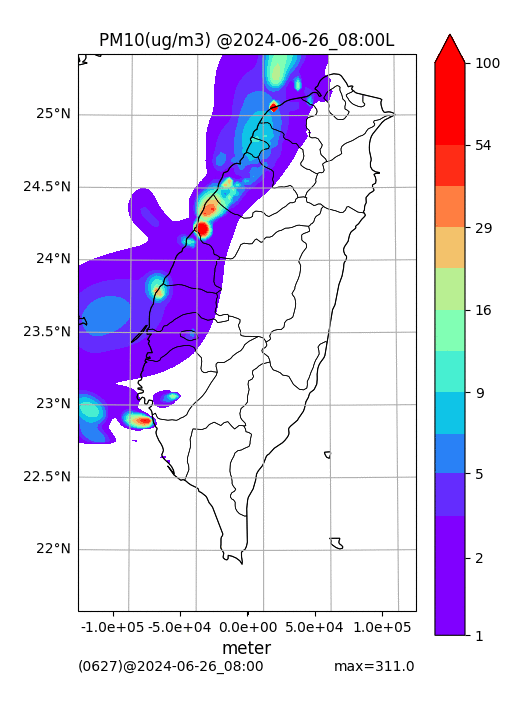 PM10(ug/m3) @2024-06-26_08:00L
100
54
29
16
9
5
2
1
25°N
24.5°N
24°N
23.5°N
23°N
22.5°N
22°N
-1.0e+05 -5.0e+04 0.0e+00 5.0e+04 1.0e+05
meter
(0627)@2024-06-26_08:00 max=311.0